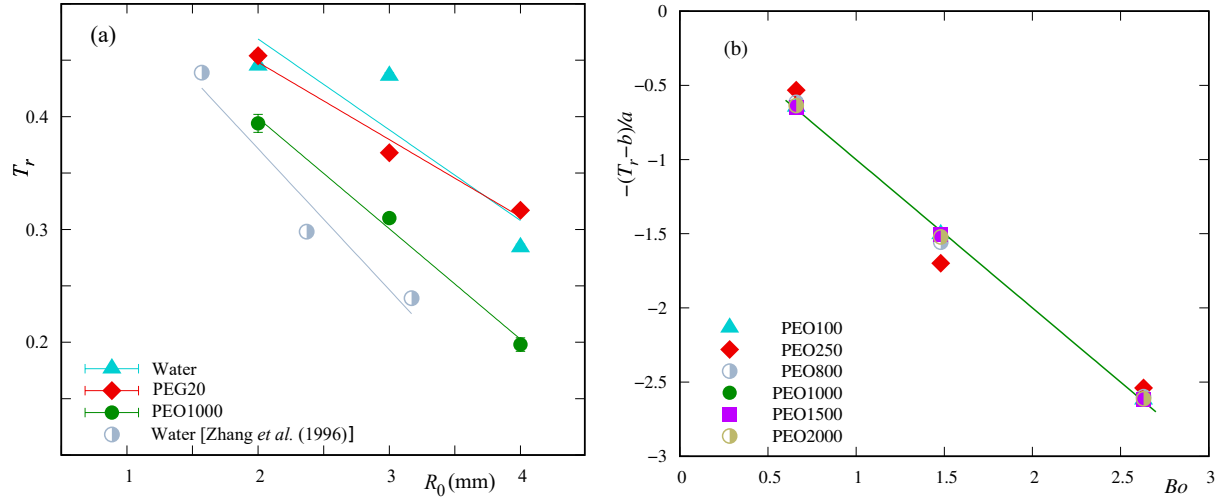 (a)
T_r
0.4
0.3
0.2
1
2
3
4
R_0 (mm)
Water
PEG20
PEO1000
Water [Zhang et al. (1996)]
(b)
−(T_r−b)/a
0
−0.5
−1
−1.5
−2
−2.5
−3
0
0.5
1
1.5
2
2.5
3
Bo
PEO100
PEO250
PEO800
PEO1000
PEO1500
PEO2000